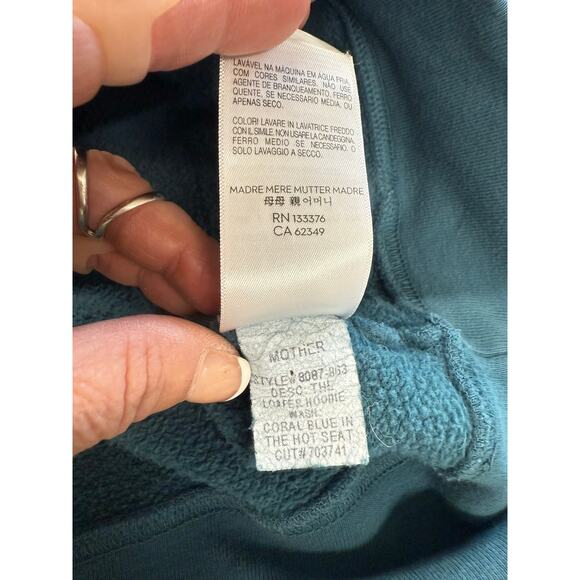 LAVÁVEL NA MÁQUINA EM ÁGUA FRIA,
COM CORES SIMILARES. NÃO USE
AGENTE DE BRANQUEAMENTO. FERRO
QUENTE, SE NECESSARIO MEDIA, OU
APENAS SECO.
COLOR! LAVARE IN LAVATRICE FREDDO
CON IL SIMILE. NON USARE LA CANDEGGINA.
FERRO MEDIO SE NECESSARIO. O
SOLO LAVAGGIO A SECCO.
MADRE MERE MUTTER MADRE
母母 親 어머니
RN 133376
CA 62349
MOTHER
STYLE# 8087-863
DESC: THE
LOAFER HOODIE
WASH:
CORAL BLUE IN
THE HOT SEAT
CUT# 703741